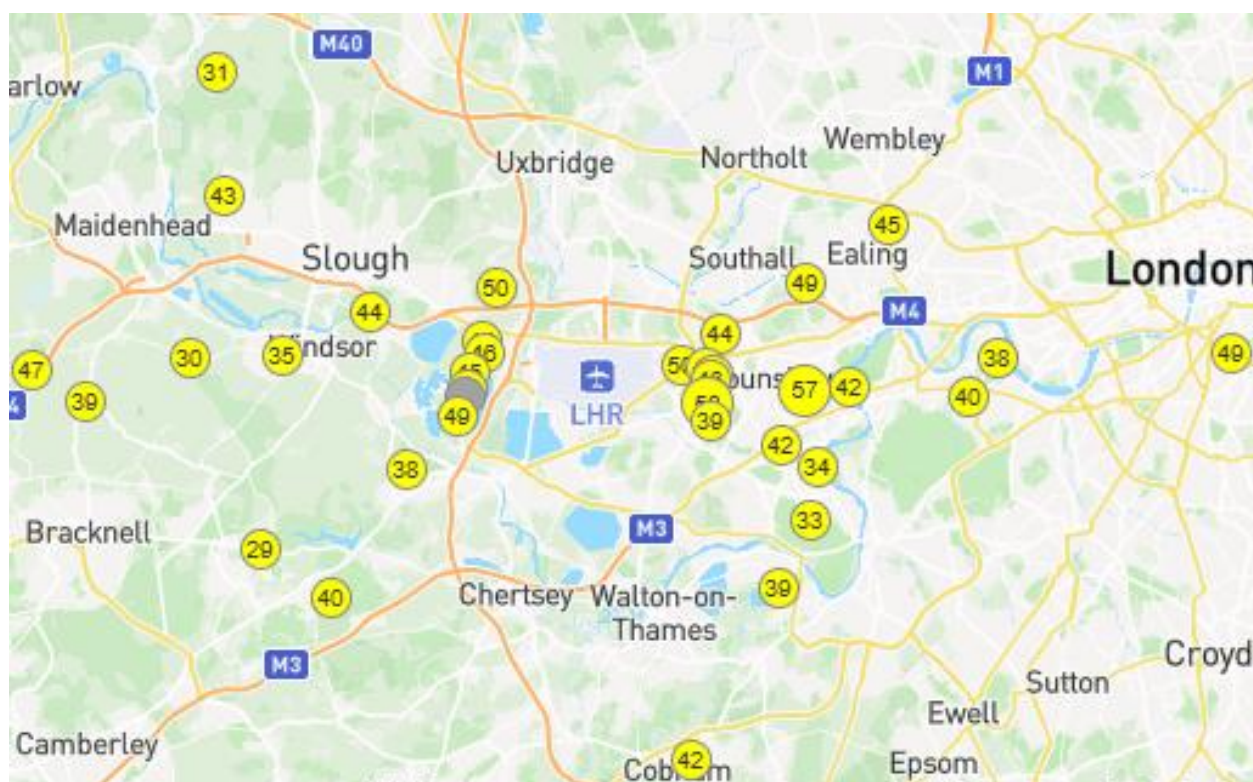 M40
31
M1
arlow
Wembley
Northolt
Uxbridge
43
Maidenhead
45
Southall
Ealing
Slough
London
49
50
44
M4
44
46
35
30
Windsor
38
49
47
45
57
42
39
LHR
40
49
39
42
38
34
33
M3
Bracknell
29
40
39
Chertsey
Walton-on-
Thames
M3
Croyd
Sutton
Ewell
Camberley
42
Cobham
Epsom